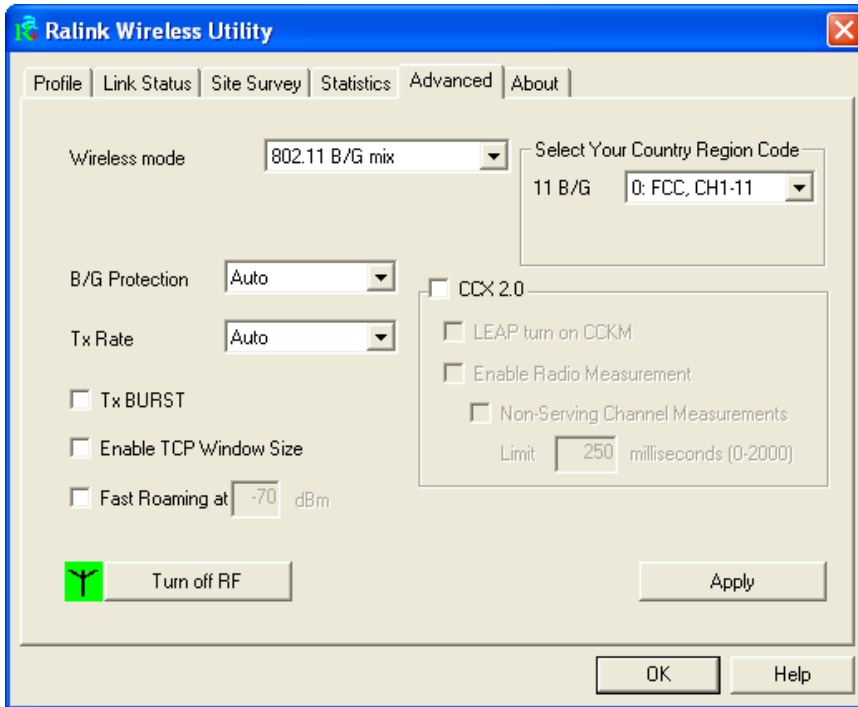 Ralink Wireless Utility
Profile
Link Status
Site Survey
Statistics
Advanced
About
Wireless mode
802.11 B/G mix
Select Your Country Region Code
11 B/G
0: FCC, CH1-11
B/G Protection
Auto
Tx Rate
Auto
CCX 2.0
LEAP turn on CCKM
Enable Radio Measurement
Non-Serving Channel Measurements
Limit 250 milliseconds (0-2000)
Tx BURST
Enable TCP Window Size
Fast Roaming at -70 dBm
Turn off RF
Apply
OK
Help